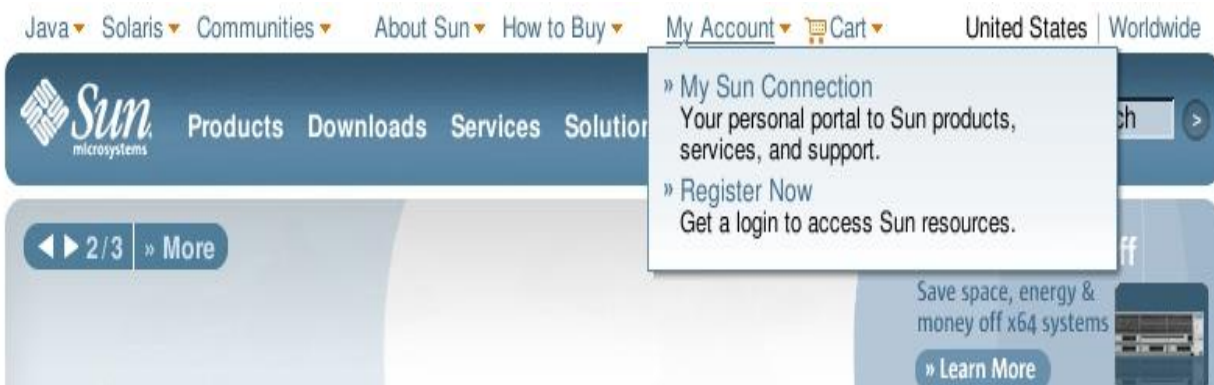 Java Solaris Communities About Sun How to Buy My Account Cart United States | Worldwide
Sun
microsystems
Products Downloads Services
» My Sun Connection
Your personal portal to Sun products,
services, and support.
» Register Now
Get a login to access Sun resources.
2/3 » More
Save space, energy &
money off x64 systems
» Learn More